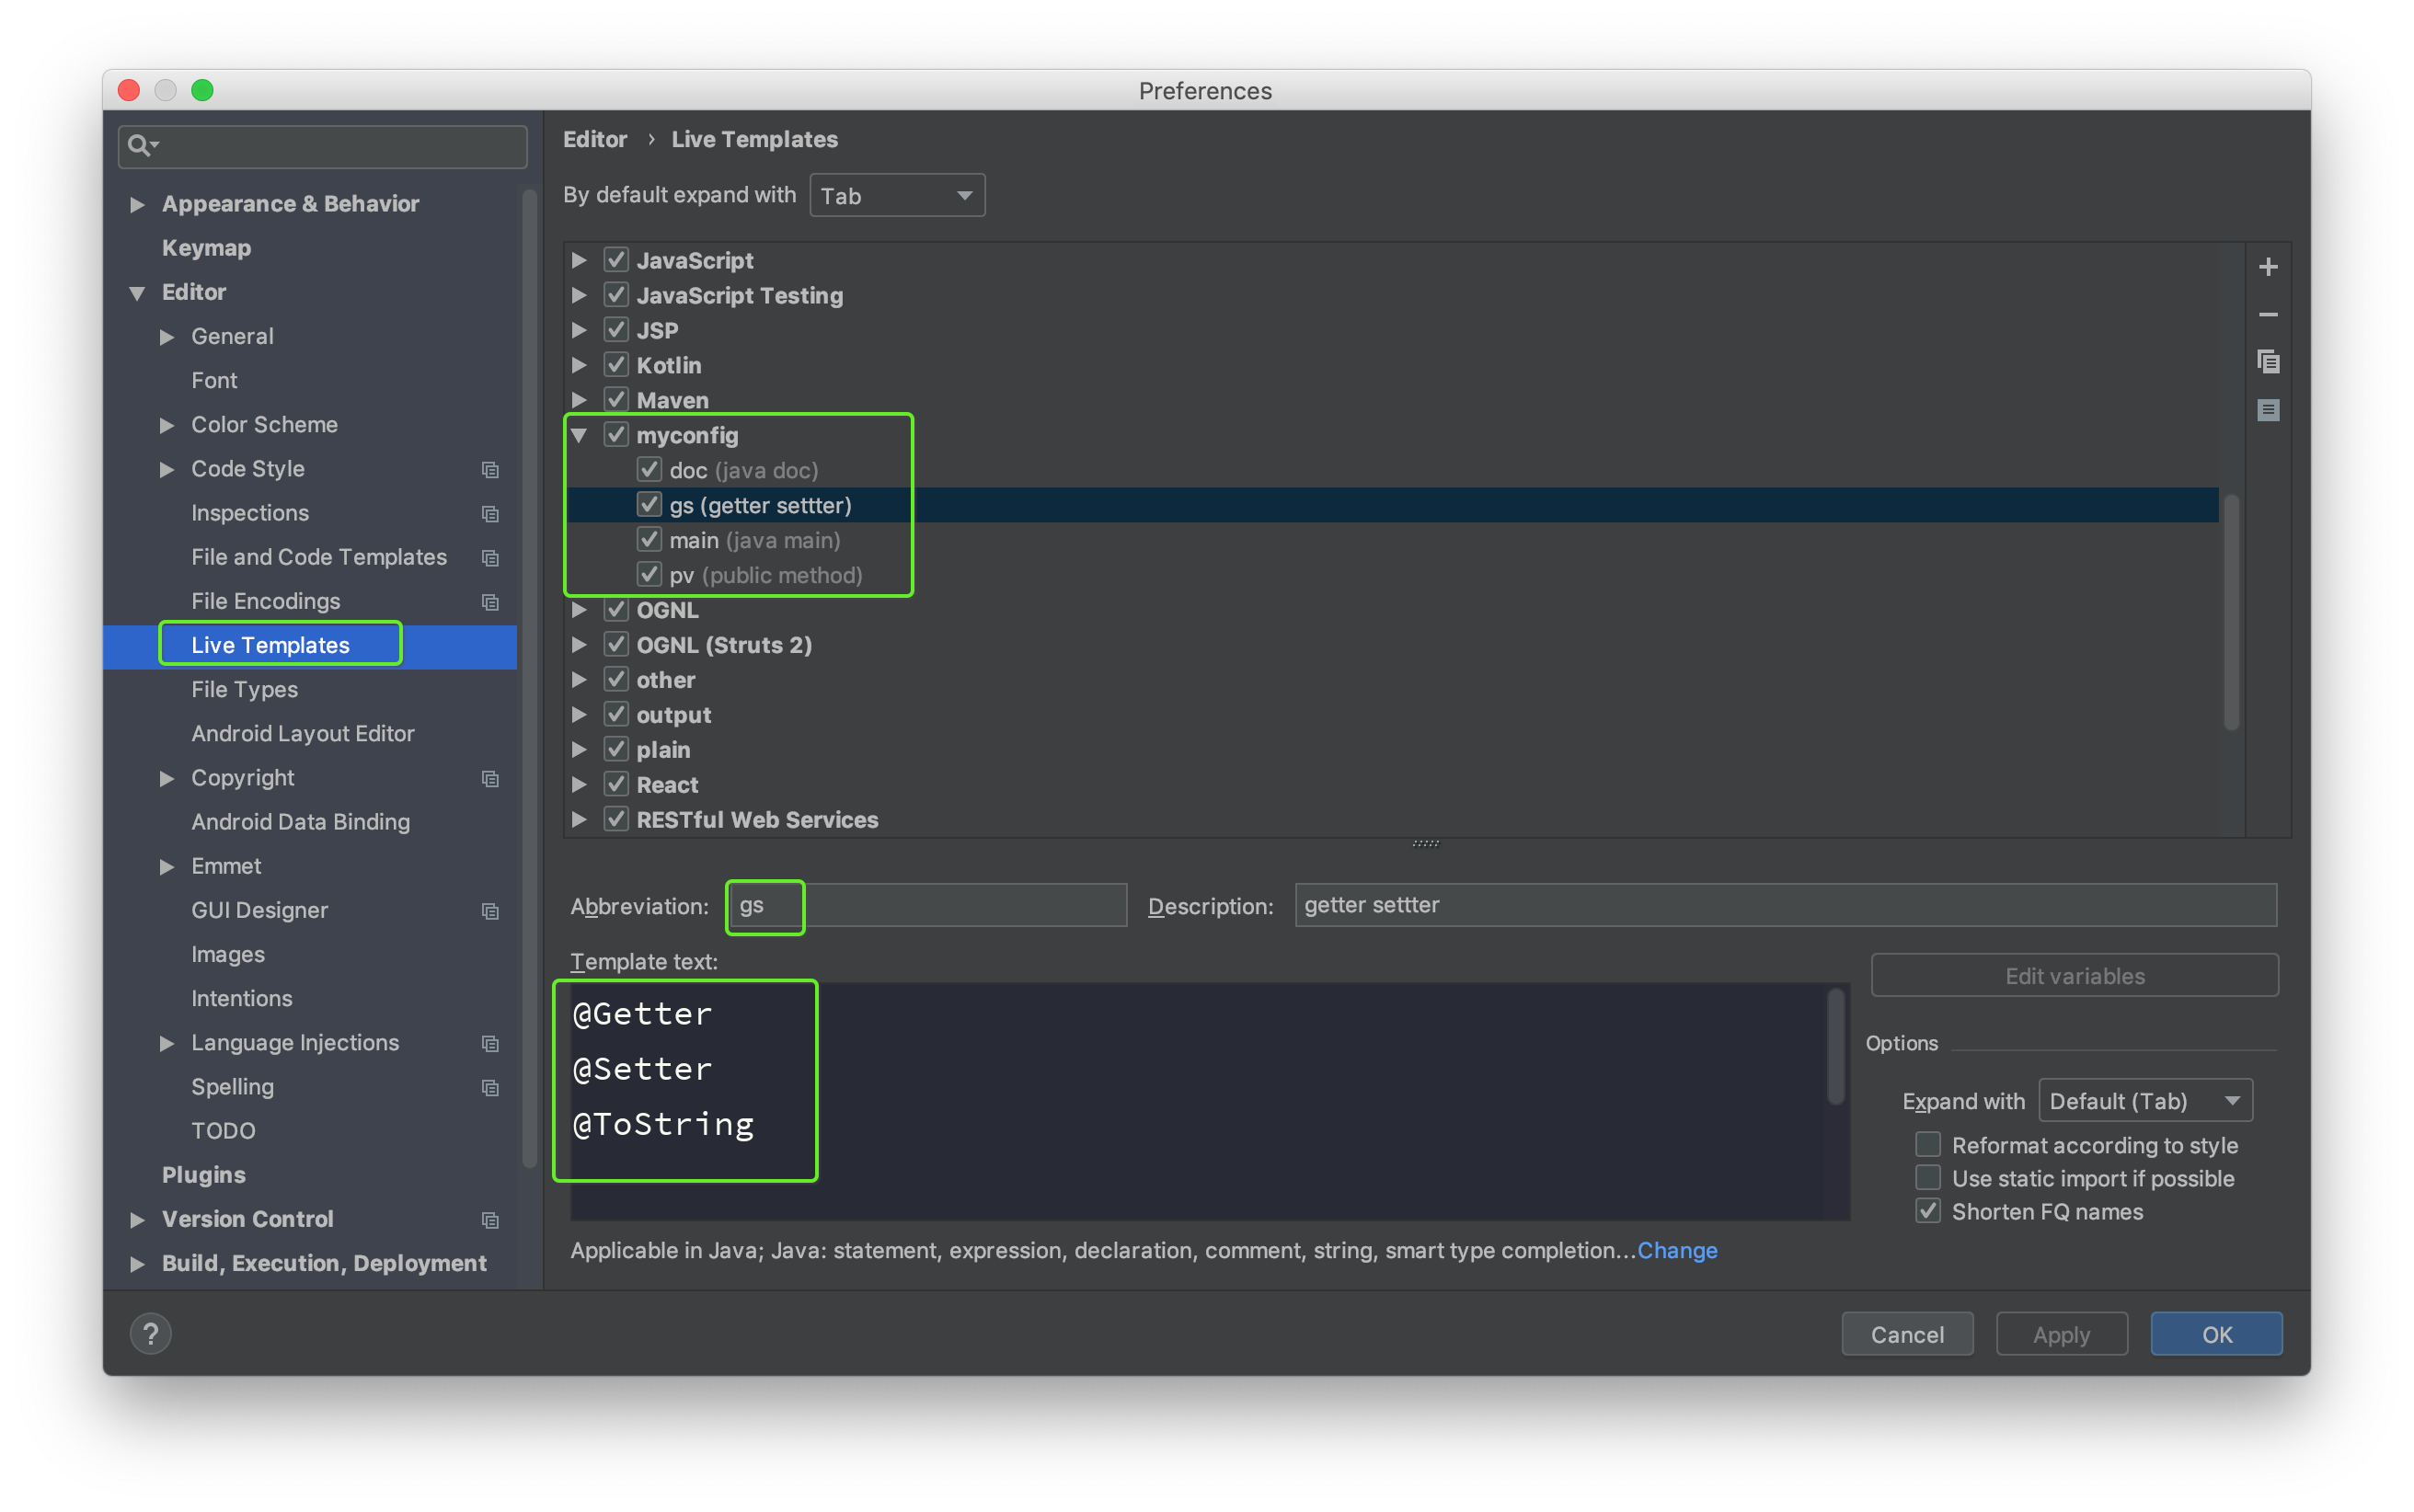 Preferences
Appearance & Behavior
Keymap
Editor
General
Font
Color Scheme
Code Style
Inspections
File and Code Templates
File Encodings
Live Templates
File Types
Android Layout Editor
Copyright
Android Data Binding
Emmet
GUI Designer
Images
Intentions
Language Injections
Spelling
TODO
Plugins
Version Control
Build, Execution, Deployment
Editor › Live Templates
By default expand with Tab
JavaScript
JavaScript Testing
JSP
Kotlin
Maven
myconfig
doc (java doc)
gs (getter settter)
main (java main)
pv (public method)
OGNL
OGNL (Struts 2)
other
output
plain
React
RESTful Web Services
Abbreviation: gs Description: getter settter
Template text:
@Getter
@Setter
@ToString
Edit variables
Options
Expand with Default (Tab)
Reformat according to style
Use static import if possible
Shorten FQ names
Applicable in Java; Java: statement, expression, declaration, comment, string, smart type completion...Change
? Cancel Apply OK